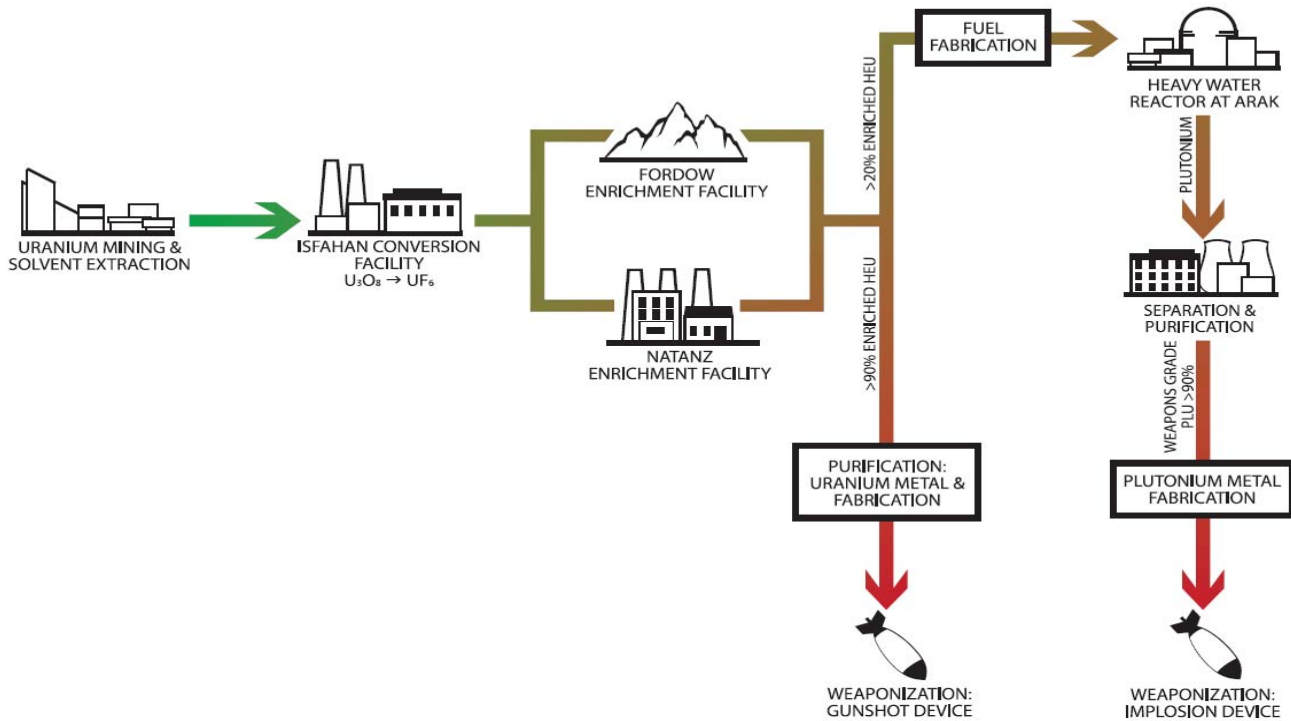 URANIUM MINING &
SOLVENT EXTRACTION
ISFAHAN CONVERSION
FACILITY
U₃O₈ → UF₆
FORDOW
ENRICHMENT FACILITY
NATANZ
ENRICHMENT FACILITY
>20% ENRICHED HEU
>90% ENRICHED HEU
FUEL
FABRICATION
HEAVY WATER
REACTOR AT ARAK
PLUTONIUM
SEPARATION &
PURIFICATION
WEAPONS GRADE
PLU >90%
PURIFICATION:
URANIUM METAL &
FABRICATION
PLUTONIUM METAL
FABRICATION
WEAPONIZATION:
GUNSHOT DEVICE
WEAPONIZATION:
IMPLOSION DEVICE